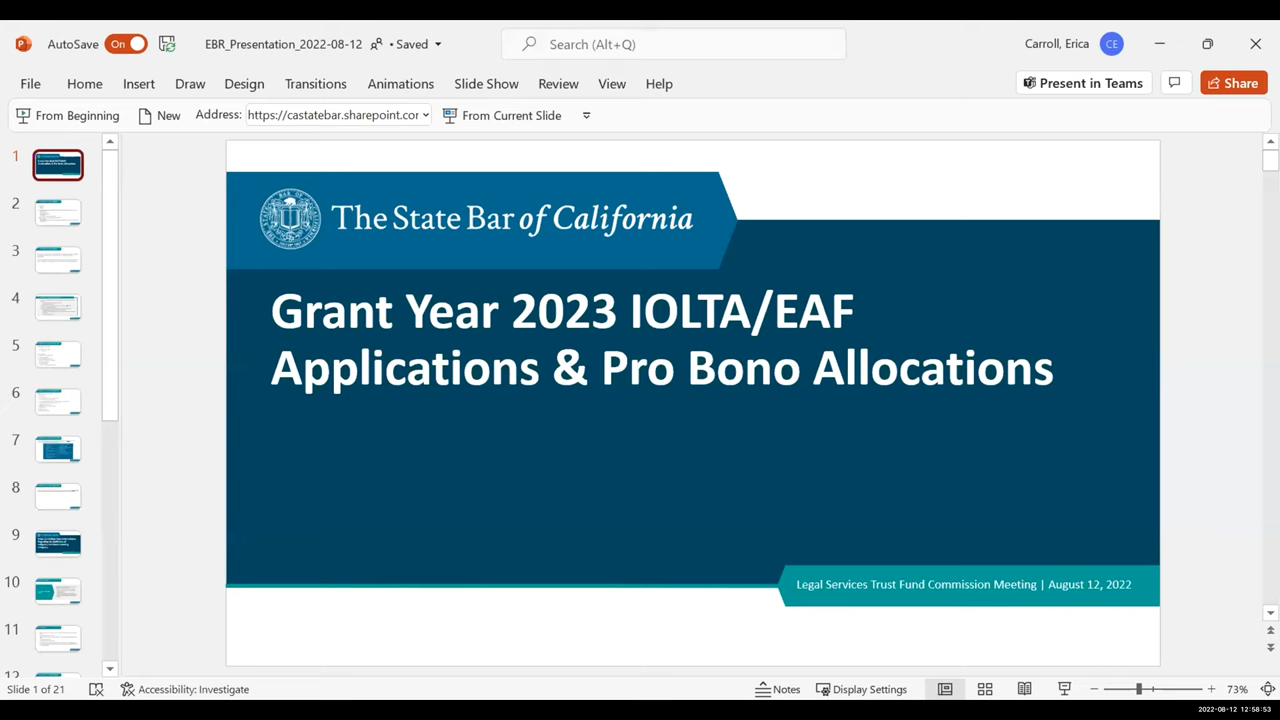 AutoSave On EBR_Presentation_2022-08-12 • Saved Search (Alt+Q) Carroll, Erica CE
File Home Insert Draw Design Transitions Animations Slide Show Review View Help Present in Teams Share
From Beginning New Address: https://castatebar.sharepoint.cor From Current Slide
1
2
3
4
5
6
7
8
9
10
11
12
The State Bar of California
Grant Year 2023 IOLTA/EAF
Applications & Pro Bono Allocations
Legal Services Trust Fund Commission Meeting | August 12, 2022
Slide 1 of 21 Accessibility: Investigate Notes Display Settings 73%
2022-08-12 12:58:53